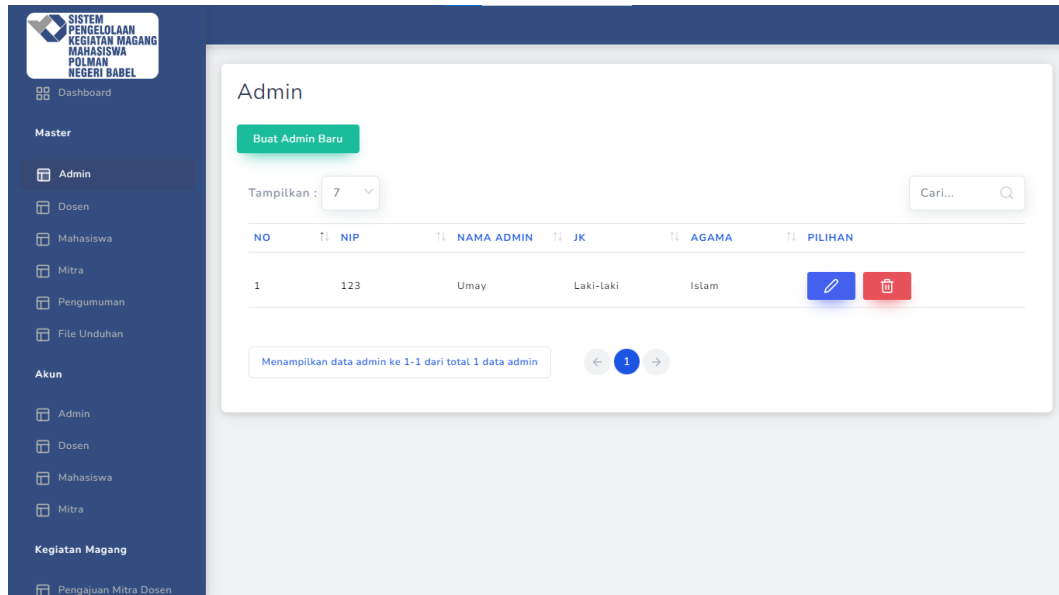 SISTEM
PENGELOLAAN
KEGIATAN MAGANG
MAHASISWA
POLMAN
NEGERI BABEL
Dashboard
Master
Admin
Dosen
Mahasiswa
Mitra
Pengumuman
File Unduhan
Akun
Admin
Dosen
Mahasiswa
Mitra
Kegiatan Magang
Pengajuan Mitra Dosen
Admin
Buat Admin Baru
Tampilkan : 7
Cari...
NO NIP NAMA ADMIN JK AGAMA PILIHAN
1 123 Umay Laki-laki Islam
Menampilkan data admin ke 1-1 dari total 1 data admin
1